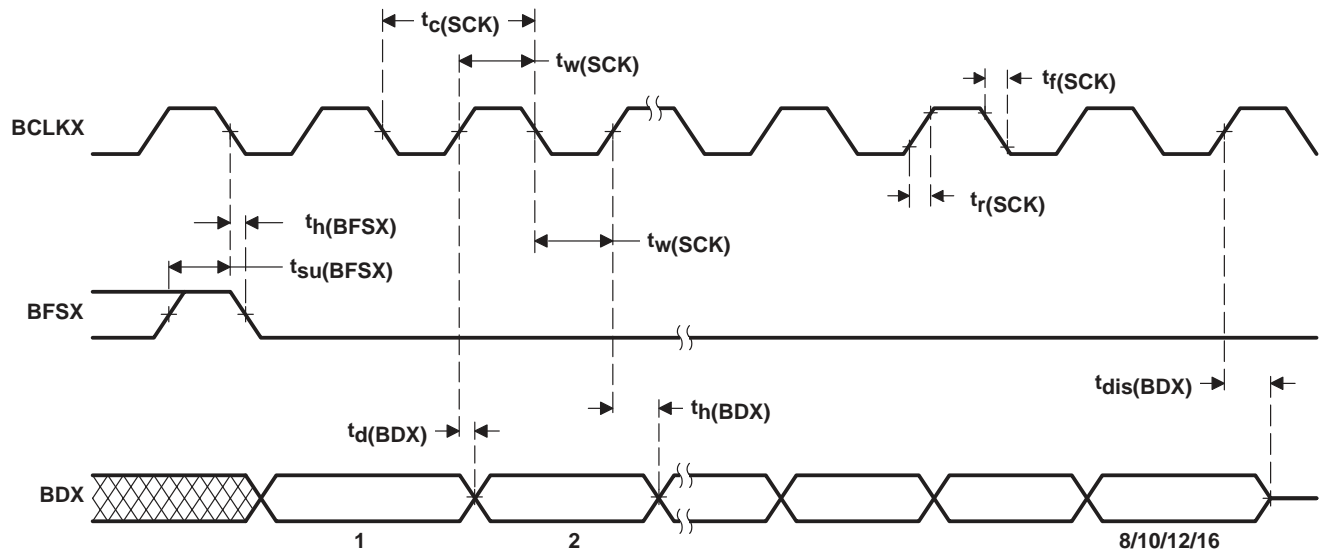 tc(SCK)
tw(SCK)
tf(SCK)
BCLKX
tr(SCK)
th(BFSX)
tw(SCK)
tsu(BFSX)
BFSX
tdis(BDX)
th(BDX)
td(BDX)
BDX
1 2 8/10/12/16